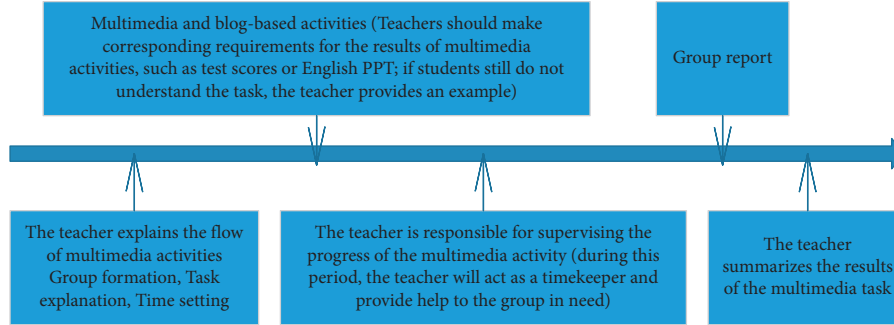 Multimedia and blog-based activities (Teachers should make
corresponding requirements for the results of multimedia
activities, such as test scores or English PPT; if students still do not
understand the task, the teacher provides an example)
Group report
The teacher explains the flow
of multimedia activities
Group formation, Task
explanation, Time setting
The teacher is responsible for supervising the
progress of the multimedia activity (during this
period, the teacher will act as a timekeeper and
provide help to the group in need)
The teacher
summarizes the results
of the multimedia task